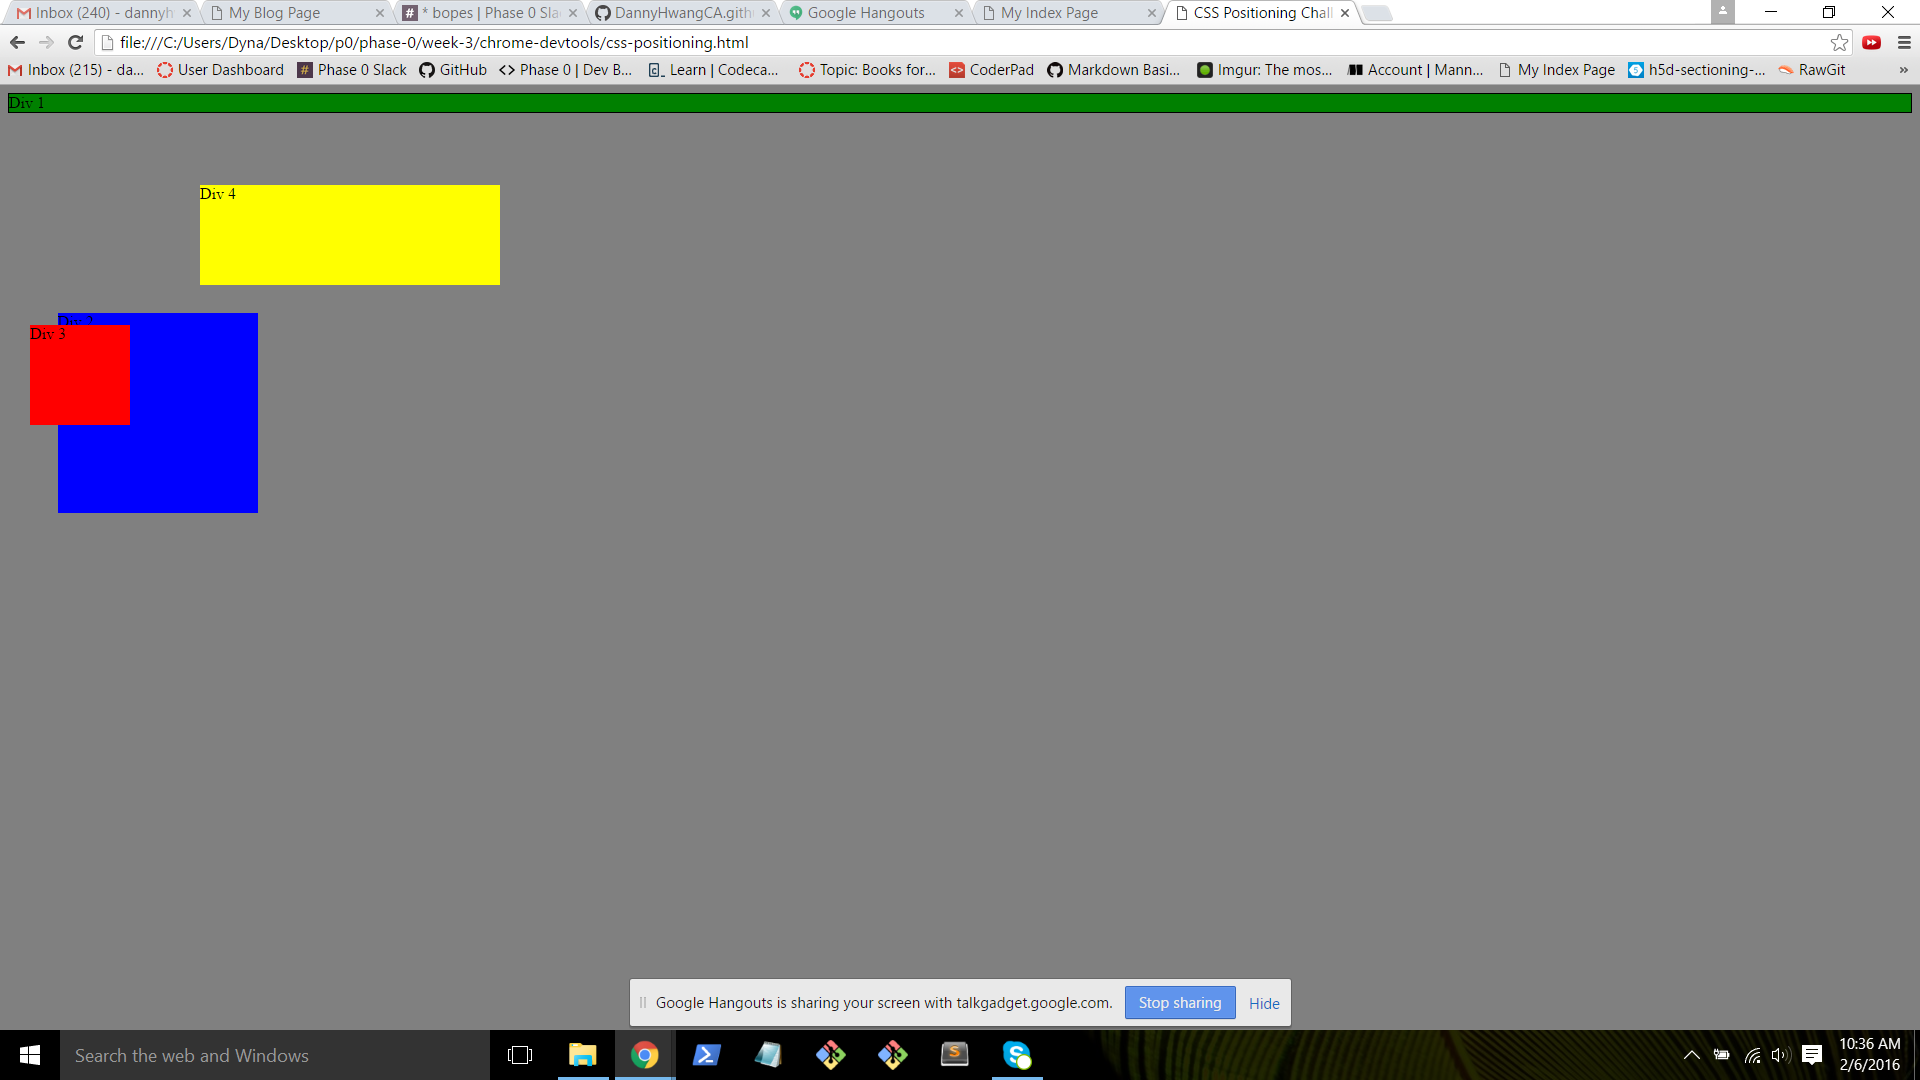 Inbox (240) - dannyh
My Blog Page
* bopes | Phase 0 Sla
DannyHwangCA.gith
Google Hangouts
My Index Page
CSS Positioning Chall
file:///C:/Users/Dyna/Desktop/p0/phase-0/week-3/chrome-devtools/css-positioning.html
Inbox (215) - da...
User Dashboard
Phase 0 Slack
GitHub
Phase 0 | Dev B...
Learn | Codeca...
Topic: Books for...
CoderPad
Markdown Basi...
Imgur: The mos...
Account | Mann...
My Index Page
h5d-sectioning-...
RawGit
»
Div 1
Div 4
Div 2
Div 3
Google Hangouts is sharing your screen with talkgadget.google.com.
Stop sharing
Hide
Search the web and Windows
10:36 AM
2/6/2016